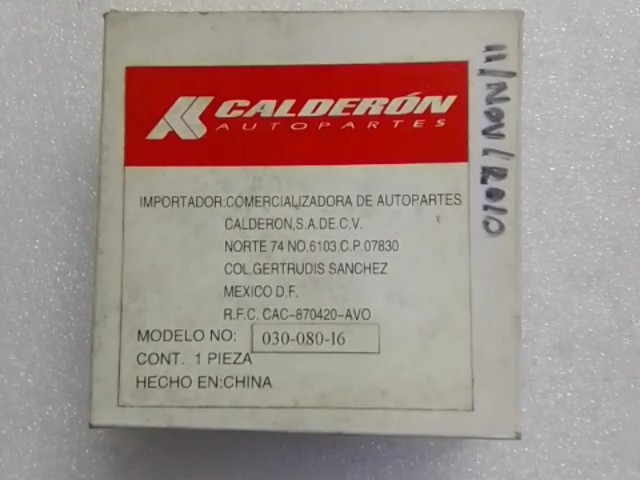 CALDERÓN
AUTOPARTES
IMPORTADOR:COMERCIALIZADORA DE AUTOPARTES
CALDERON,S.A.DE.C.V.
NORTE 74 NO.6103 C.P.07830
COL.GERTRUDIS SANCHEZ
MEXICO D.F.
R.F.C. CAC-870420-AVO
MODELO NO: 030-080-16
CONT. 1 PIEZA
HECHO EN:CHINA
11/NOV/2010